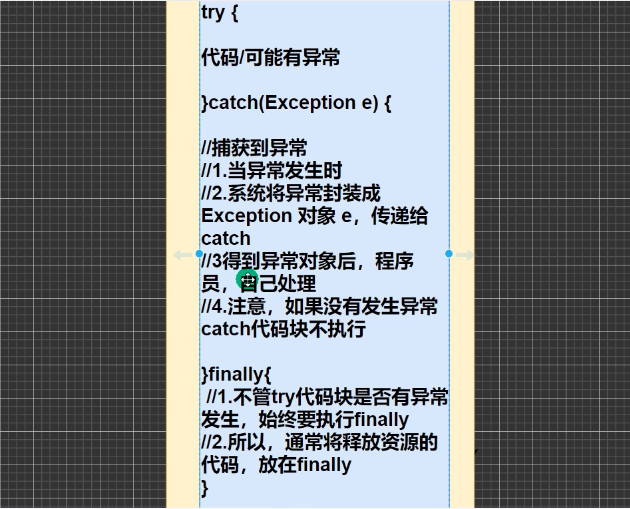 try {
代码/可能有异常
}catch(Exception e) {
//捕获到异常
//1.当异常发生时
//2.系统将异常封装成
Exception 对象 e，传递给
catch
//3得到异常对象后，程序
员，自己处理
//4.注意，如果没有发生异常
catch代码块不执行
}finally{
//1.不管try代码块是否有异常
发生，始终要执行finally
//2.所以，通常将释放资源的
代码，放在finally
}